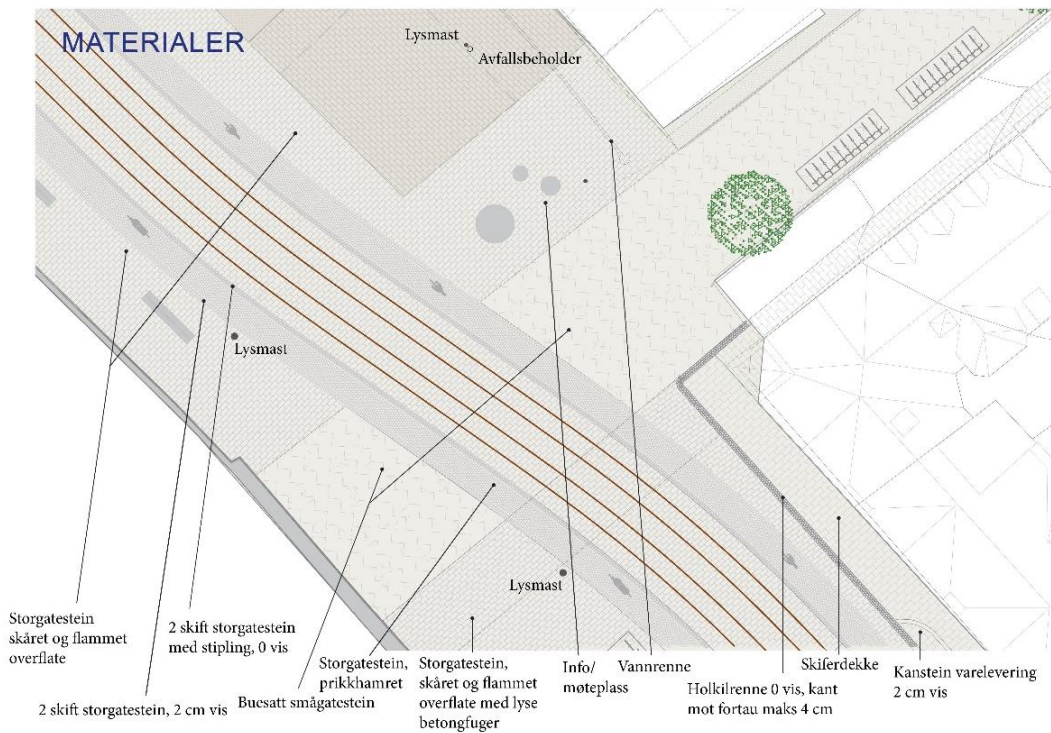 MATERIALER
Lysmast
Avfallsbeholder
Lysmast
Lysmast
Storgatestein
skåret og flammet
overflate
2 skift storgatestein, 2 cm vis
2 skift storgatestein
med stipling, 0 vis
Buesatt smågatestein
Storgatestein,
prikkhamret
Storgatestein,
skåret og flammet
overflate med lyse
betongfuger
Info/
møteplass
Vannrenne
Holkilrenne 0 vis, kant
mot fortau maks 4 cm
Skiferdekke
Kanstein varelevering
2 cm vis